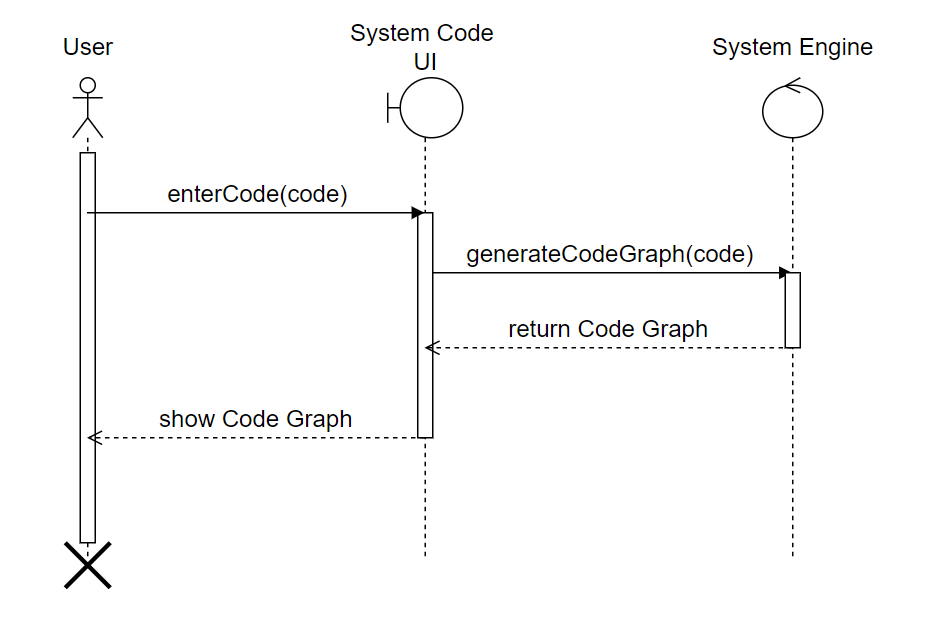 User
System Code
UI
System Engine
enterCode(code)
generateCodeGraph(code)
return Code Graph
show Code Graph